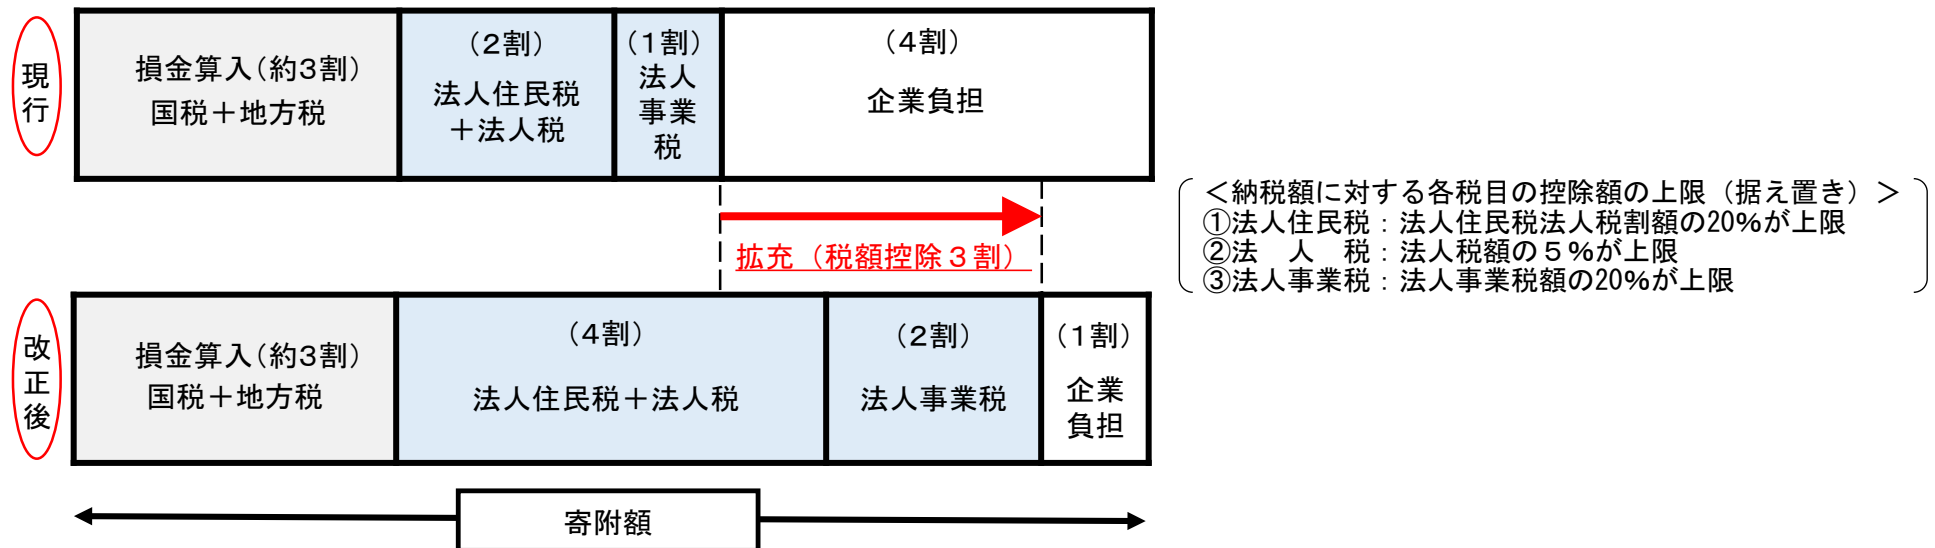 現行
損金算入（約３割）
国税＋地方税
（２割）
法人住民税
＋法人税
（１割）
法人
事業
税
（４割）
企業負担
拡充（税額控除３割）
＜納税額に対する各税目の控除額の上限（据え置き）＞
①法人住民税：法人住民税法人税割額の20%が上限
②法　人　税：法人税額の５%が上限
③法人事業税：法人事業税額の20%が上限
改正後
損金算入（約３割）
国税＋地方税
（４割）
法人住民税＋法人税
（２割）
法人事業税
（１割）
企業
負担
寄附額